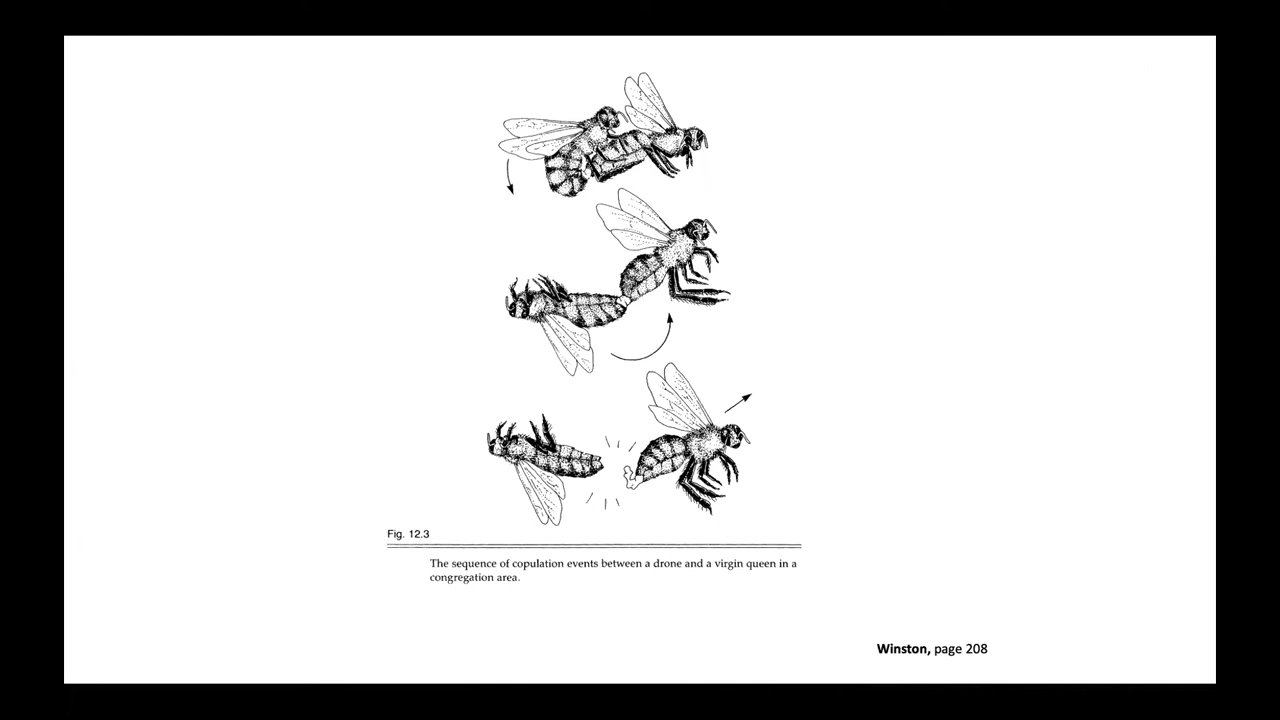 Fig. 12.3
The sequence of copulation events between a drone and a virgin queen in a
congregation area.
Winston, page 208